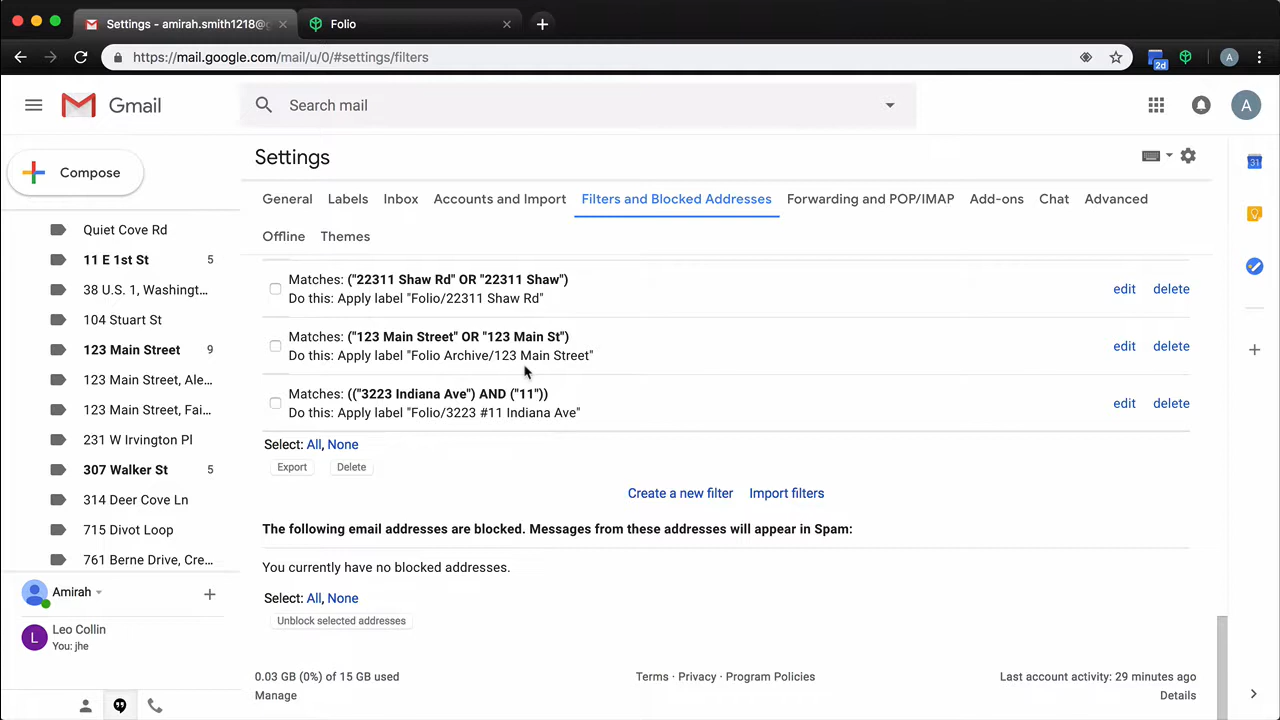 Settings - amirah.smith1218@g
Folio
https://mail.google.com/mail/u/0/#settings/filters
2d
A
Gmail
Search mail
A
Compose
Settings
31
General
Labels
Inbox
Accounts and Import
Filters and Blocked Addresses
Forwarding and POP/IMAP
Add-ons
Chat
Advanced
Offline
Themes
Quiet Cove Rd
11 E 1st St 5
38 U.S. 1, Washingt...
104 Stuart St
123 Main Street 9
123 Main Street, Ale...
123 Main Street, Fai...
231 W Irvington Pl
307 Walker St 5
314 Deer Cove Ln
715 Divot Loop
761 Berne Drive, Cre...
Matches: ("22311 Shaw Rd" OR "22311 Shaw")
Do this: Apply label "Folio/22311 Shaw Rd"
edit delete
Matches: ("123 Main Street" OR "123 Main St")
Do this: Apply label "Folio Archive/123 Main Street"
edit delete
Matches: (("3223 Indiana Ave") AND ("11"))
Do this: Apply label "Folio/3223 #11 Indiana Ave"
edit delete
Select: All, None
Export Delete
Create a new filter Import filters
The following email addresses are blocked. Messages from these addresses will appear in Spam:
You currently have no blocked addresses.
Select: All, None
Unblock selected addresses
Amirah
L
Leo Collin
You: jhe
0.03 GB (0%) of 15 GB used
Manage
Terms · Privacy · Program Policies
Last account activity: 29 minutes ago
Details